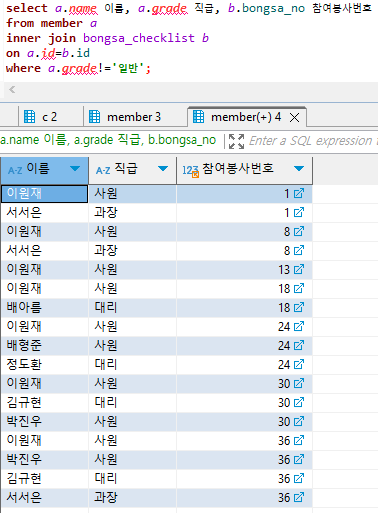 select a.name 이름, a.grade 직급, b.bongsa_no 참여봉사번호
from member a
inner join bongsa_checklist b
on a.id=b.id
where a.grade!='일반';
c 2 member 3 member(+) 4
a.name 이름, a.grade 직급, b.bongsa_no Enter a SQL expression t
A-Z 이름 A-Z 직급 123 참여봉사번호
이원재 사원 1
서서은 과장 1
이원재 사원 8
서서은 과장 8
이원재 사원 13
이원재 사원 18
배아름 대리 18
이원재 사원 24
배형준 사원 24
정도환 대리 24
이원재 사원 30
김규현 대리 30
박진우 사원 30
이원재 사원 36
박진우 사원 36
김규현 대리 36
서서은 과장 36